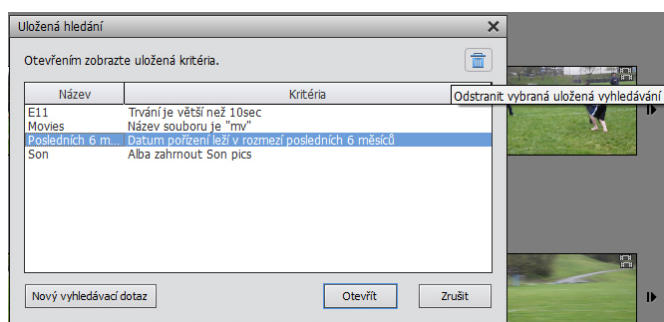 Uložená hledání
Otevřením zobrazte uložená kritéria.
Název Kritéria
Odstranit vybraná uložená vyhledávání
E11 Trvání je větší než 10sec
Movies Název souboru je "mv"
Posledních 6 m... Datum pořízení leží v rozmezí posledních 6 měsíců
Son Alba zahrnout Son pics
Nový vyhledávací dotaz Otevřít Zrušit